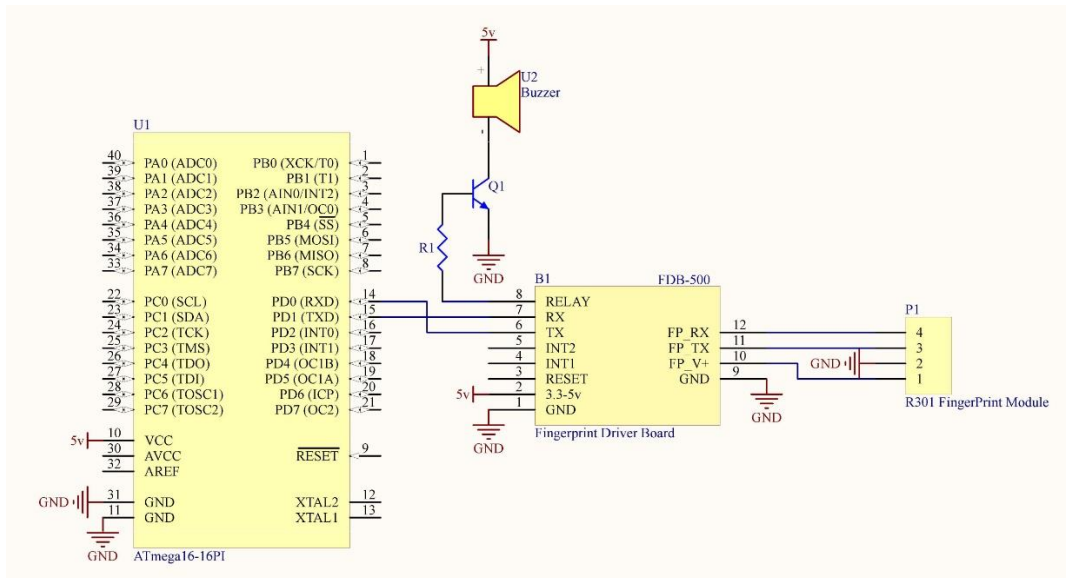 5v
+
U2
Buzzer
-
Q1
R1
GND
U1
40 PA0 (ADC0) PB0 (XCK/T0) 1
39 PA1 (ADC1) PB1 (T1) 2
38 PA2 (ADC2) PB2 (AIN0/INT2) 3
37 PA3 (ADC3) PB3 (AIN1/OC0) 4
36 PA4 (ADC4) PB4 (SS) 5
35 PA5 (ADC5) PB5 (MOSI) 6
34 PA6 (ADC6) PB6 (MISO) 7
33 PA7 (ADC7) PB7 (SCK) 8
22 PC0 (SCL) PD0 (RXD) 14
23 PC1 (SDA) PD1 (TXD) 15
24 PC2 (TCK) PD2 (INT0) 16
25 PC3 (TMS) PD3 (INT1) 17
26 PC4 (TDO) PD4 (OC1B) 18
27 PC5 (TDI) PD5 (OC1A) 19
28 PC6 (TOSC1) PD6 (ICP) 20
29 PC7 (TOSC2) PD7 (OC2) 21
5v 10 VCC
30 AVCC RESET 9
32 AREF
GND 31 GND XTAL2 12
11 GND XTAL1 13
GND
ATmega16-16PI
B1 FDB-500
8 RELAY
7 RX
6 TX FP_RX 12
5 INT2 FP_TX 11
4 INT1 FP_V+ 10
3 RESET GND 9
5v 2 3.3-5v
1 GND
GND
GND
Fingerprint Driver Board
P1
4
3
GND 2
1
R301 FingerPrint Module